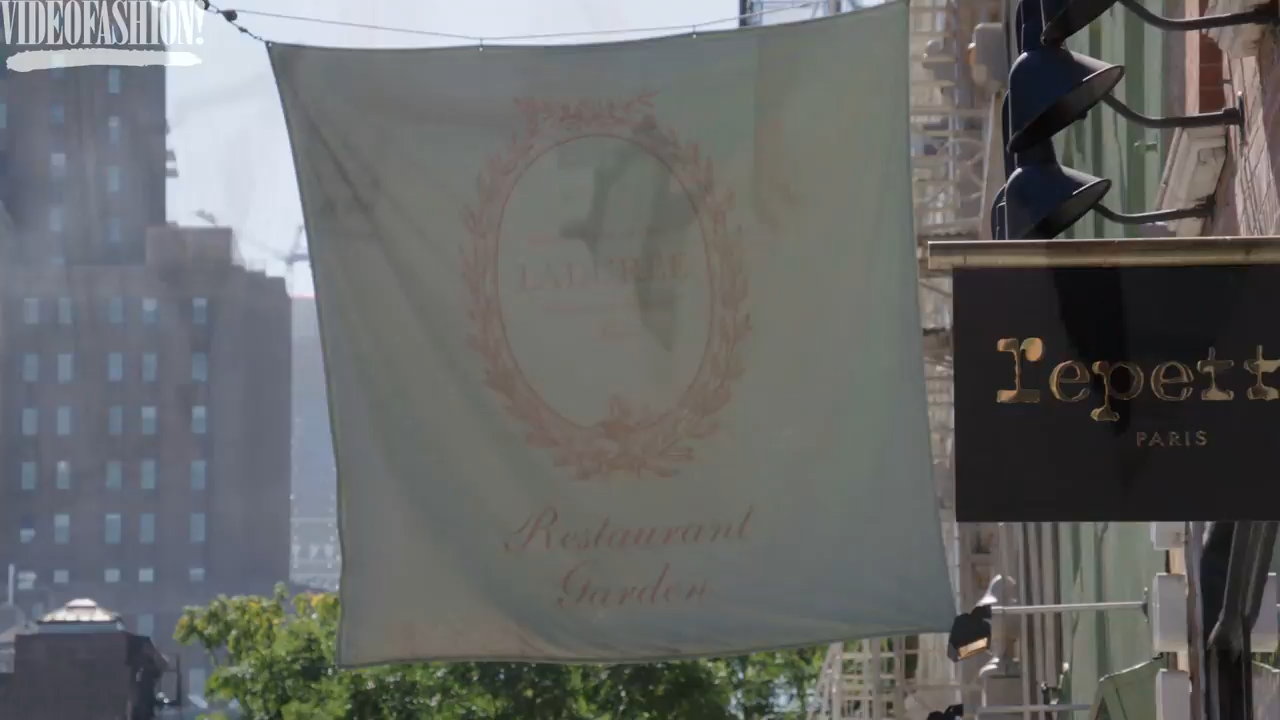 VIDEOFASHION!
LADURÉE
Restaurant
Garden
repett
PARIS